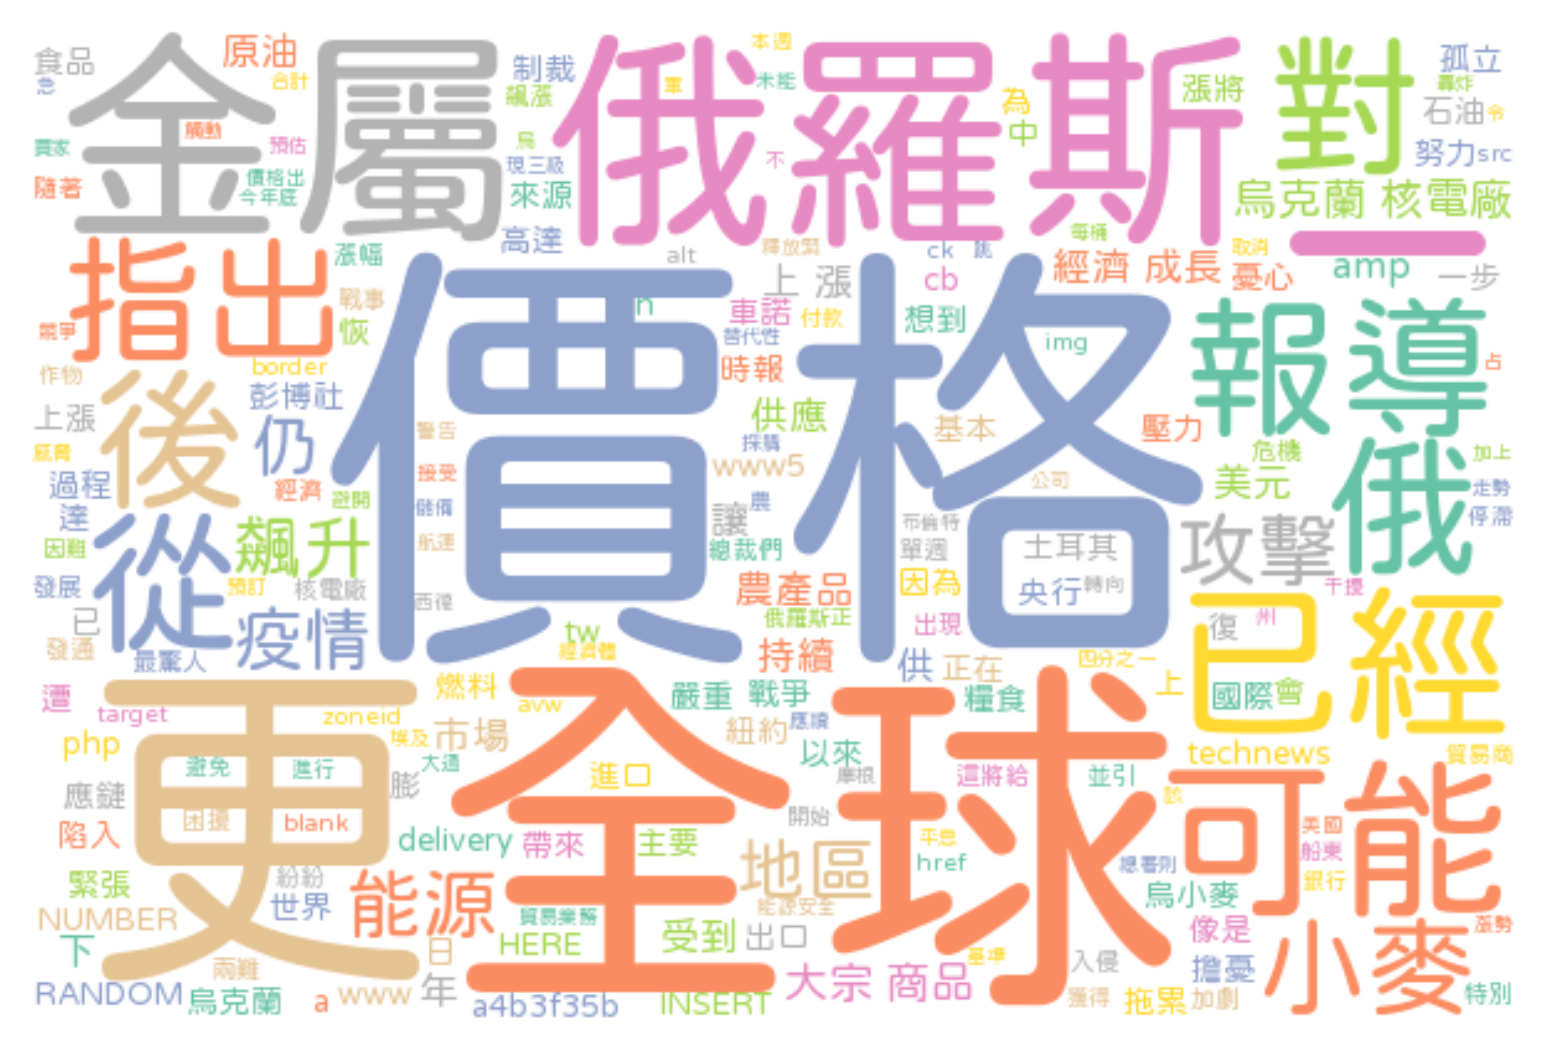 食品
急
金屬
觸動
原油
合計
制裁
飆漲
俄羅斯
本週
軍
未能
為
中
張將
對
孤立
轟炸
石油
令
努力
src
買家
隨著
預估
價格出
今年底
烏
現三級
來源
不
烏克蘭 核電廠
一
指出
漲幅
戰事
恢
高達
alt
釋放緊
上 漲
ck
cb
每桶
經濟 成長
取消
憂心
amp
一步
競爭
作物
border
上漲
威脅
後
彭博社
仍
價格
n
車諾
付款
替代性
時報
想到
img
報導
占
警告
供應
採購
基本
壓力
危機
加上
過程
達
因難
經濟
避開
接受
儲備
www5
農
讓
公司
美元
俄
走勢
停滯
從
飆升
航運
總裁們
布倫特
單週
土耳其
攻擊
發展
預訂
核電廠
農產品
因為
央行
轉向
干擾
已
發通
最驚人
疫情
tw
經濟體
俄羅斯正
出現
復
州
已經
持續
供
正在
四分之一
上
遭
target
更
zoneid
燃料
avw
全球
嚴重
戰爭
糧食
國際
會
php
埃及
市場
大通
紐約
應續
以來
technews
貿易商
應鏈
避免
進行
膨
進口
摩根
這將給
並引
該
可能
陷入
困擾
blank
delivery
帶來
主要
開始
平息
href
總審剛
美國
船東
緊張
紛紛
世界
能源
貿易業務
地區
能源安全
烏小麥
銀行
NUMBER
下
日
HERE
受到
出口
基準
入侵
像是
擔憂
小麥
漲勢
RANDOM
兩難
烏克蘭
a
www
年
a4b3f35b
INSERT
大宗 商品
獲得
拖累
加劇
特別